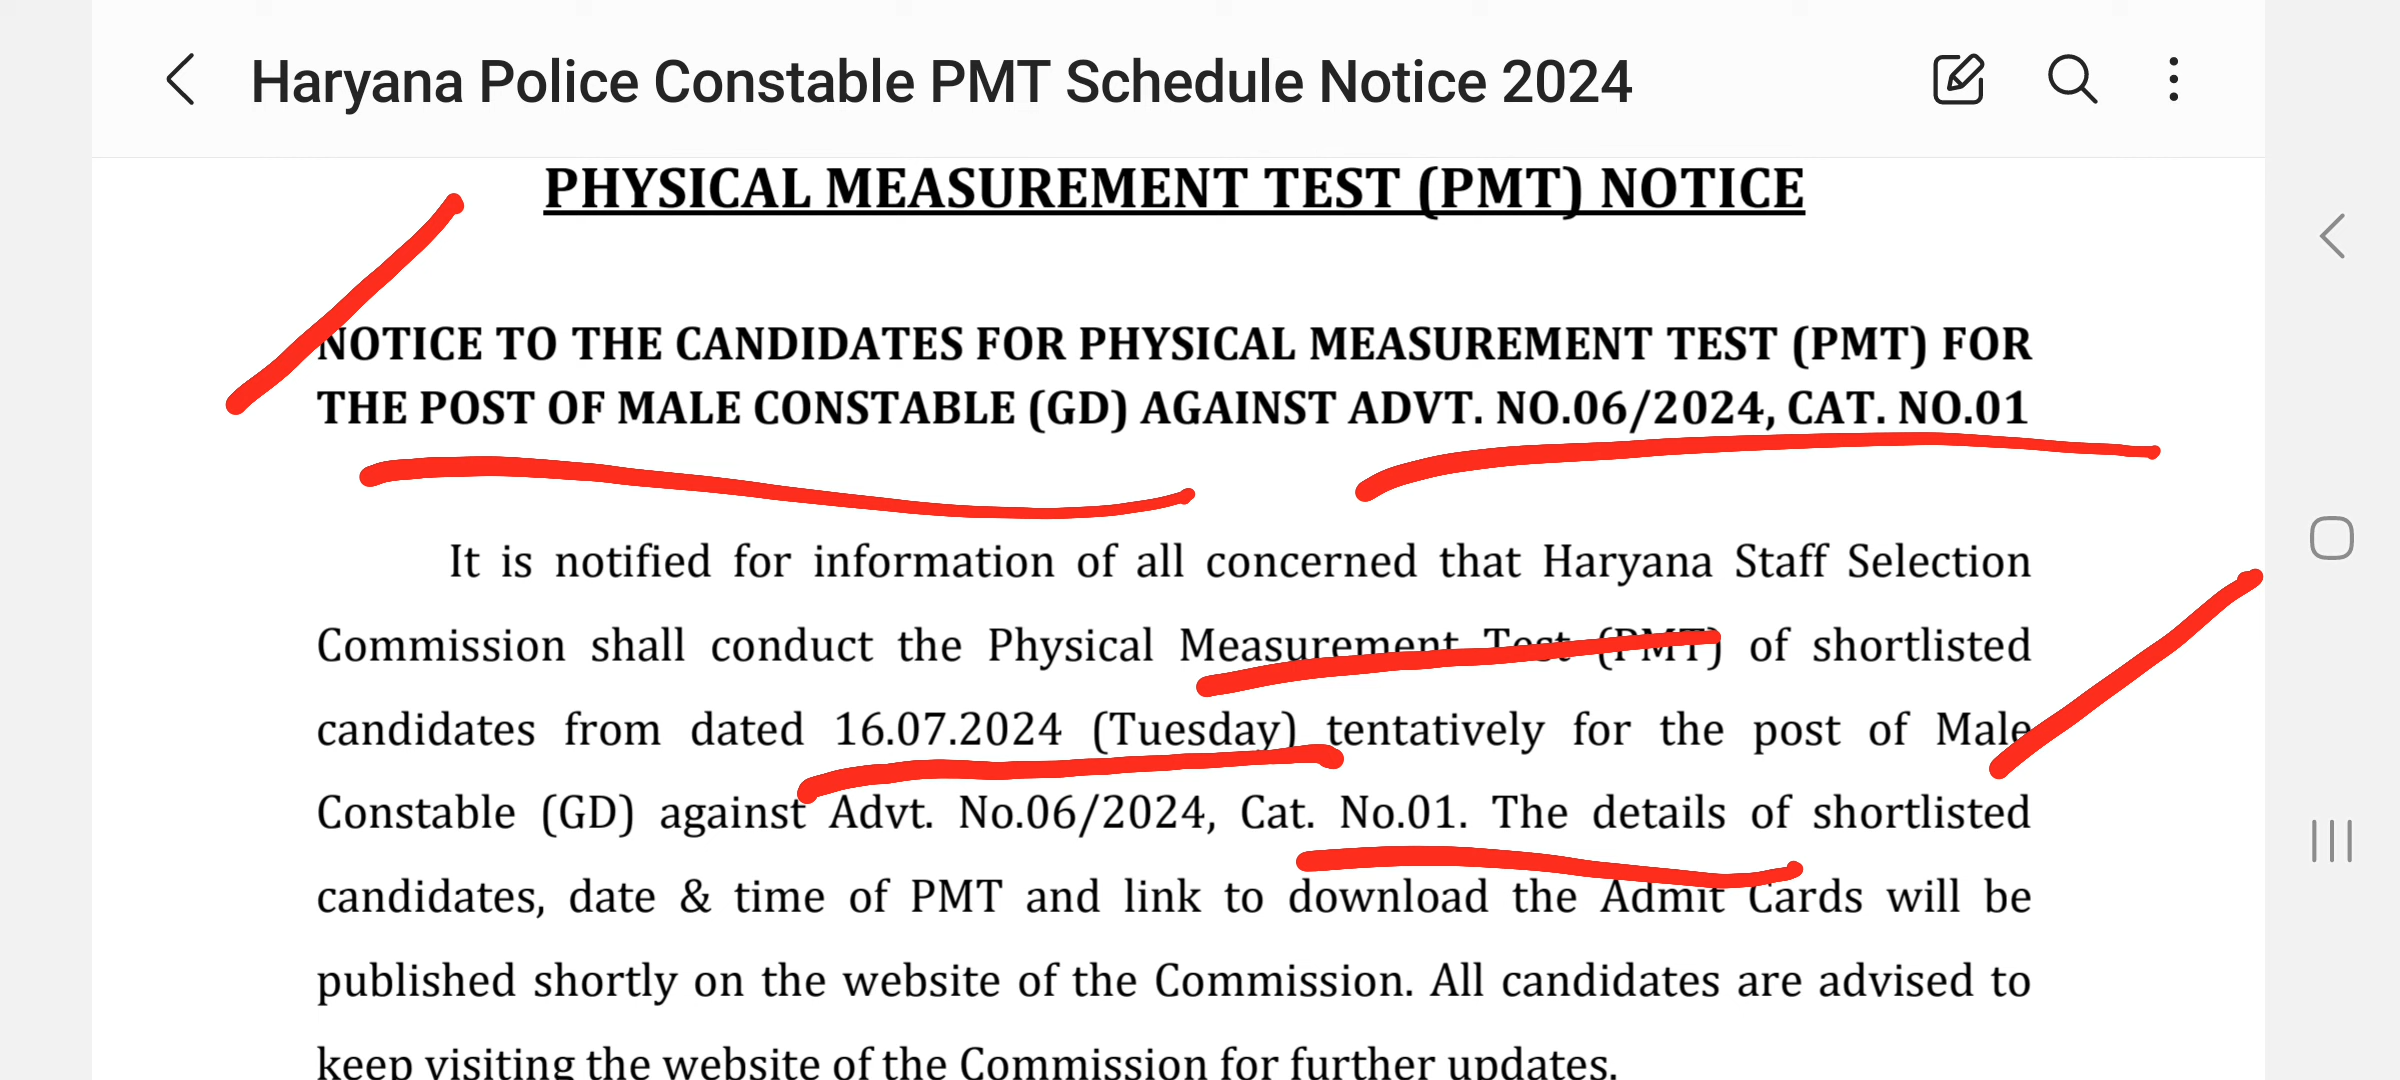 Haryana Police Constable PMT Schedule Notice 2024
PHYSICAL MEASUREMENT TEST (PMT) NOTICE
NOTICE TO THE CANDIDATES FOR PHYSICAL MEASUREMENT TEST (PMT) FOR
THE POST OF MALE CONSTABLE (GD) AGAINST ADVT. NO.06/2024, CAT. NO.01
It is notified for information of all concerned that Haryana Staff Selection
Commission shall conduct the Physical Measurement Test (PMT) of shortlisted
candidates from dated 16.07.2024 (Tuesday) tentatively for the post of Male
Constable (GD) against Advt. No.06/2024, Cat. No.01. The details of shortlisted
candidates, date & time of PMT and link to download the Admit Cards will be
published shortly on the website of the Commission. All candidates are advised to
keep visiting the website of the Commission for further updates.